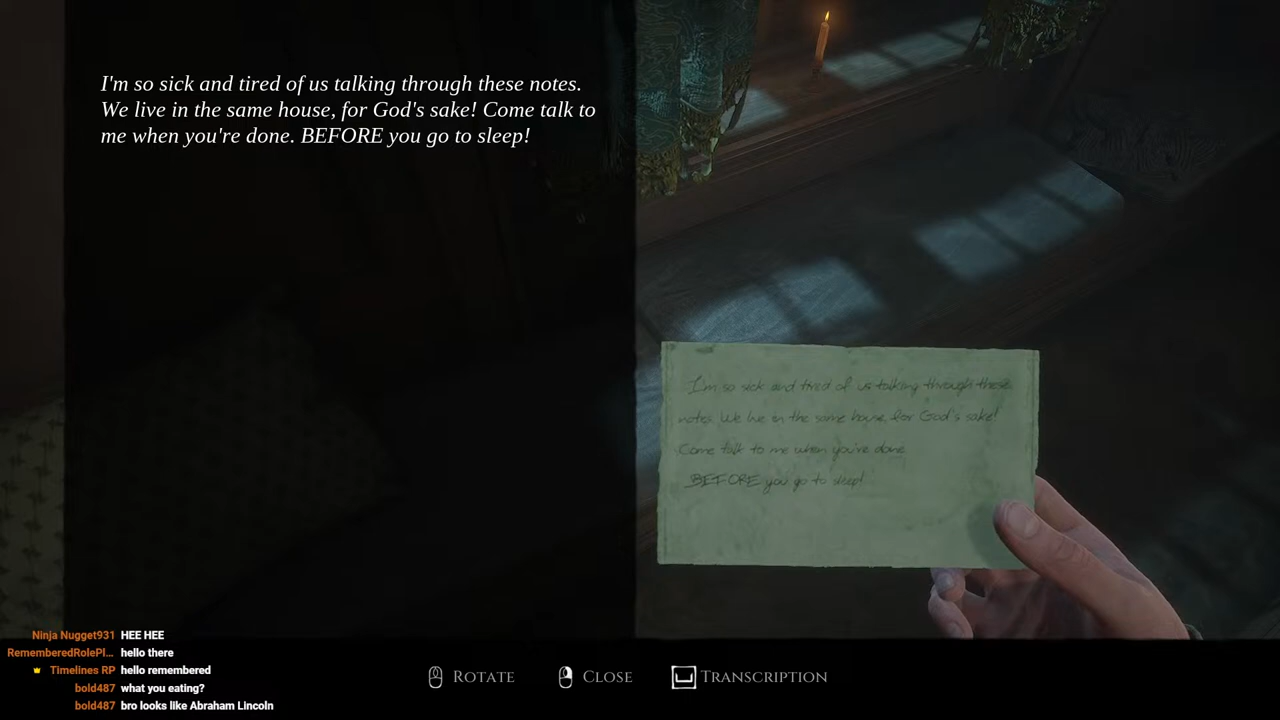 I'm so sick and tired of us talking through these notes.
We live in the same house, for God's sake! Come talk to
me when you're done. BEFORE you go to sleep!
I'm so sick and tired of us talking through these
notes. We live in the same house, for God's sake!
Come talk to me when you're done.
BEFORE you go to sleep!
Ninja Nugget931 HEE HEE
RememberedRolePl... hello there
Timelines RP hello remembered
bold487 what you eating?
bold487 bro looks like Abraham Lincoln
ROTATE CLOSE TRANSCRIPTION